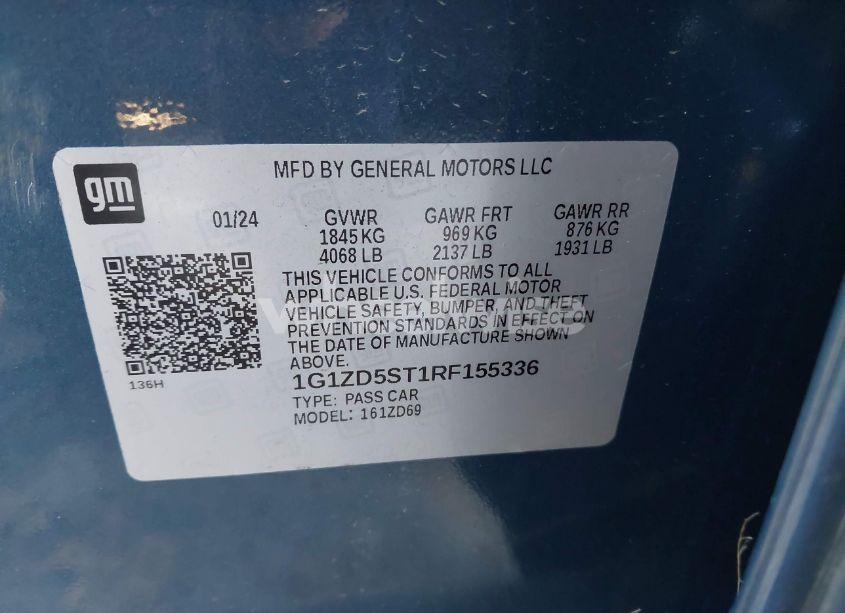 gm
MFD BY GENERAL MOTORS LLC
01/24 GVWR GAWR FRT GAWR RR
1845 KG 969 KG 876 KG
4068 LB 2137 LB 1931 LB
THIS VEHICLE CONFORMS TO ALL
APPLICABLE U.S. FEDERAL MOTOR
VEHICLE SAFETY, BUMPER, AND THEFT
PREVENTION STANDARDS IN EFFECT ON
THE DATE OF MANUFACTURE SHOWN
ABOVE.
136H
1G1ZD5ST1RF155336
TYPE: PASS CAR
MODEL: 161ZD69